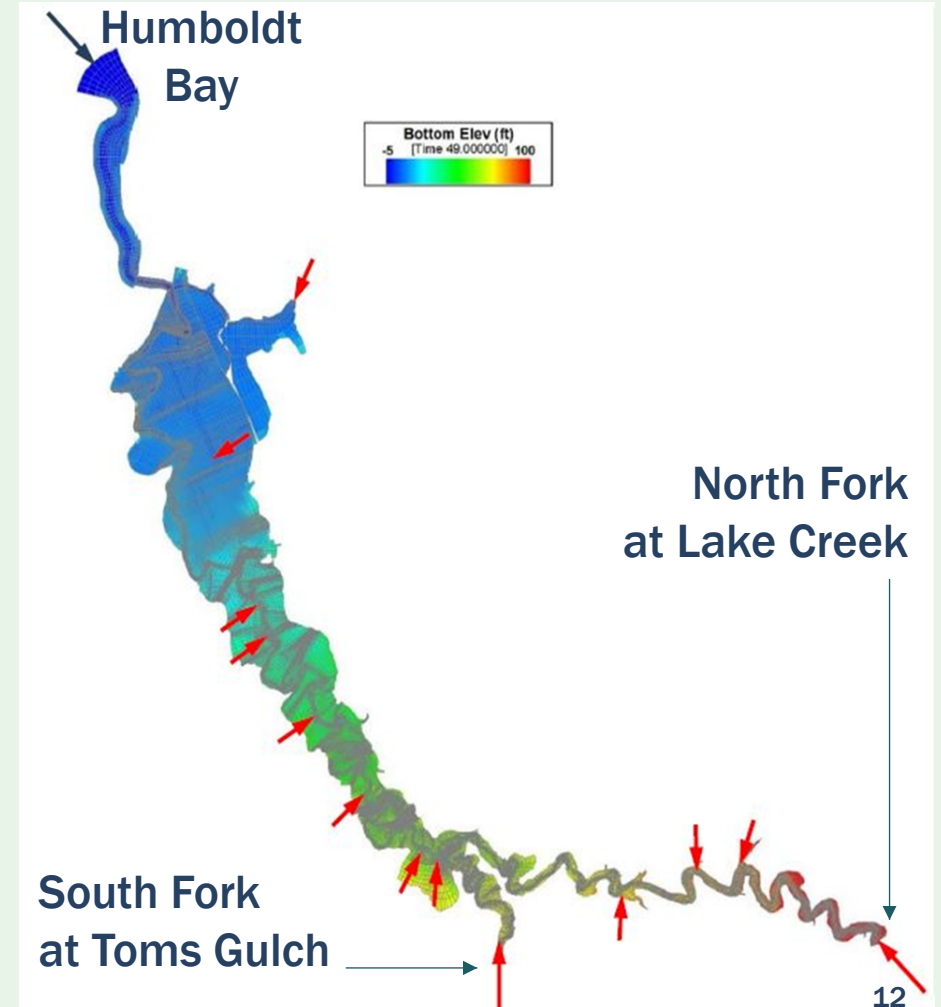 Humboldt
Bay
Bottom Elev (ft)
-5 [Time 49.000000] 100
North Fork
at Lake Creek
South Fork
at Toms Gulch
12